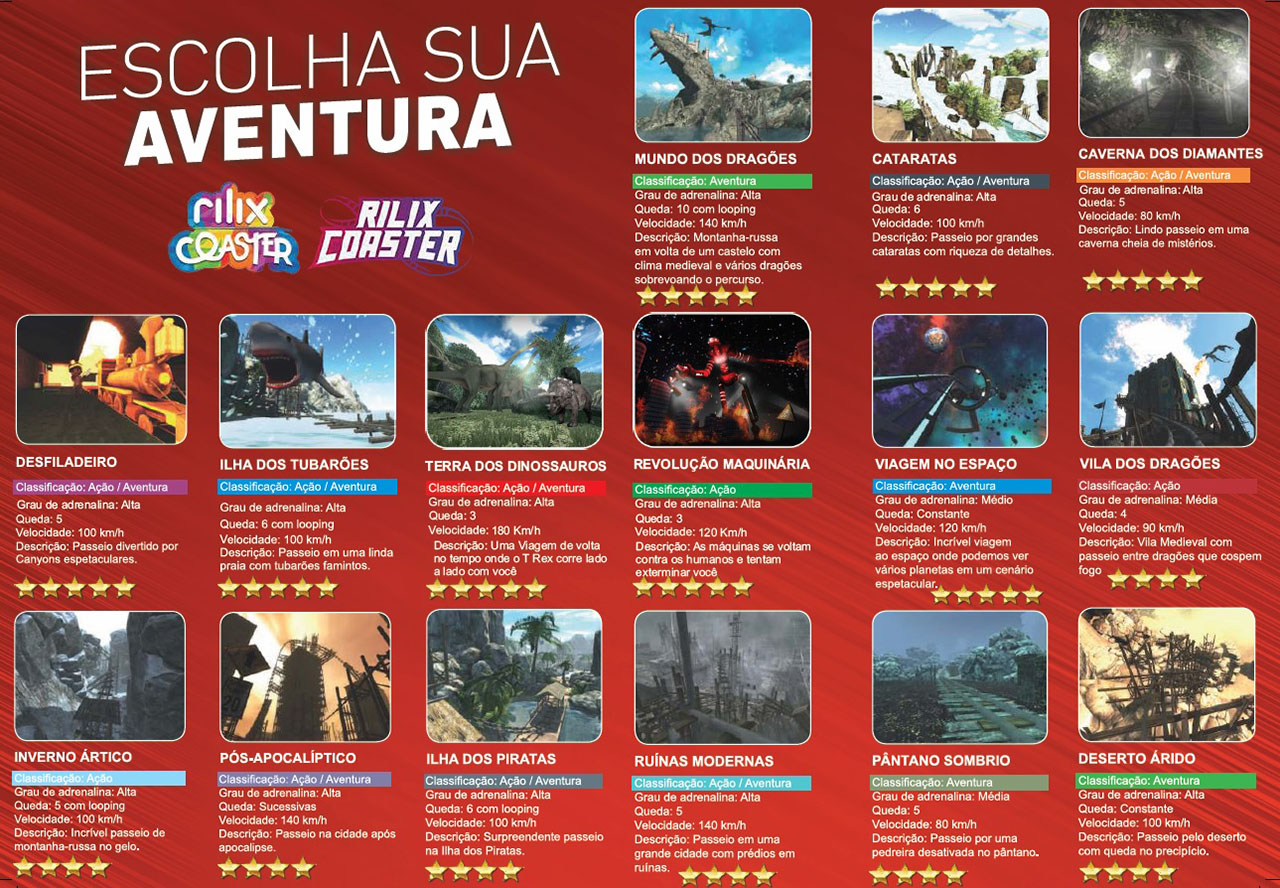 ESCOLHA SUA
AVENTURA
rilix
COASTER
RILIX
COASTER
MUNDO DOS DRAGÕES
Classificação: Aventura
Grau de adrenalina: Alta
Queda: 10 com looping
Velocidade: 140 km/h
Descrição: Montanha-russa
em volta de um castelo com
clima medieval e vários dragões
sobrevoando o percurso.
CATARATAS
Classificação: Ação / Aventura
Grau de adrenalina: Alta
Queda: 6
Velocidade: 100 km/h
Descrição: Passeio por grandes
cataratas com riqueza de detalhes.
CAVERNA DOS DIAMANTES
Classificação: Ação / Aventura
Grau de adrenalina: Alta
Queda: 5
Velocidade: 80 km/h
Descrição: Lindo passeio em uma
caverna cheia de mistérios.
DESFILADEIRO
Classificação: Ação / Aventura
Grau de adrenalina: Alta
Queda: 5
Velocidade: 100 km/h
Descrição: Passeio divertido por
Canyons espetaculares.
ILHA DOS TUBARÕES
Classificação: Ação / Aventura
Grau de adrenalina: Alta
Queda: 6 com looping
Velocidade: 100 km/h
Descrição: Passeio em uma linda
praia com tubarões famintos.
TERRA DOS DINOSSAUROS
Classificação: Ação / Aventura
Grau de adrenalina: Alta
Queda: 3
Velocidade: 180 Km/h
Descrição: Uma Viagem de volta
no tempo onde o T Rex corre lado
a lado com você
REVOLUÇÃO MAQUINÁRIA
Classificação: Ação
Grau de adrenalina: Alta
Queda: 3
Velocidade: 120 Km/h
Descrição: As máquinas se voltam
contra os humanos e tentam
exterminar você
VIAGEM NO ESPAÇO
Classificação: Aventura
Grau de adrenalina: Médio
Queda: Constante
Velocidade: 120 km/h
Descrição: Incrível viagem
ao espaço onde podemos ver
vários planetas em um cenário
espetacular.
VILA DOS DRAGÕES
Classificação: Ação
Grau de adrenalina: Média
Queda: 4
Velocidade: 90 km/h
Descrição: Vila Medieval com
passeio entre dragões que cospem
fogo
INVERNO ÁRTICO
Classificação: Ação
Grau de adrenalina: Alta
Queda: 5 com looping
Velocidade: 100 km/h
Descrição: Incrível passeio de
montanha-russa no gelo.
PÓS-APOCALÍPTICO
Classificação: Ação / Aventura
Grau de adrenalina: Alta
Queda: Sucessivas
Velocidade: 140 km/h
Descrição: Passeio na cidade após
apocalipse.
ILHA DOS PIRATAS
Classificação: Ação / Aventura
Grau de adrenalina: Alta
Queda: 6 com looping
Velocidade: 100 km/h
Descrição: Surpreendente passeio
na Ilha dos Piratas.
RUÍNAS MODERNAS
Classificação: Ação / Aventura
Grau de adrenalina: Alta
Queda: 5
Velocidade: 140 km/h
Descrição: Passeio em uma
grande cidade com prédios em
ruínas.
PÂNTANO SOMBRIO
Classificação: Aventura
Grau de adrenalina: Média
Queda: 5
Velocidade: 80 km/h
Descrição: Passeio por uma
pedreira desativada no pântano.
DESERTO ÁRIDO
Classificação: Aventura
Grau de adrenalina: Alta
Queda: Constante
Velocidade: 100 km/h
Descrição: Passeio pelo deserto
com queda no precipício.